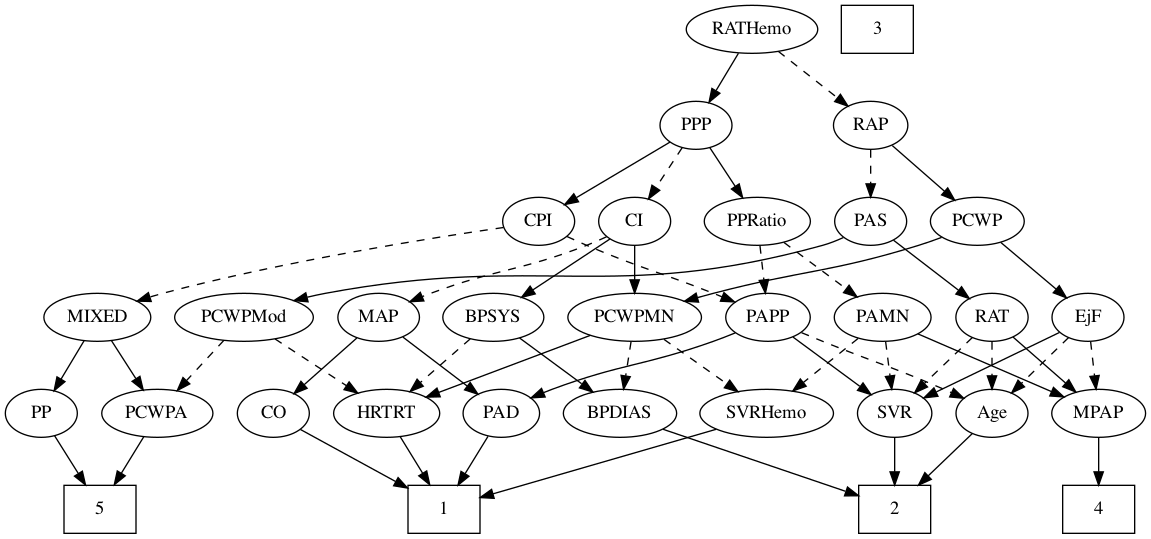 RATHemo
3
PPP
RAP
CPI
CI
PPRatio
PAS
PCWP
MIXED
PCWPMod
MAP
BPSYS
PCWPMN
PAPP
PAMN
RAT
EjF
PP
PCWPA
CO
HRTRT
PAD
BPDIAS
SVRHemo
SVR
Age
MPAP
5
1
2
4